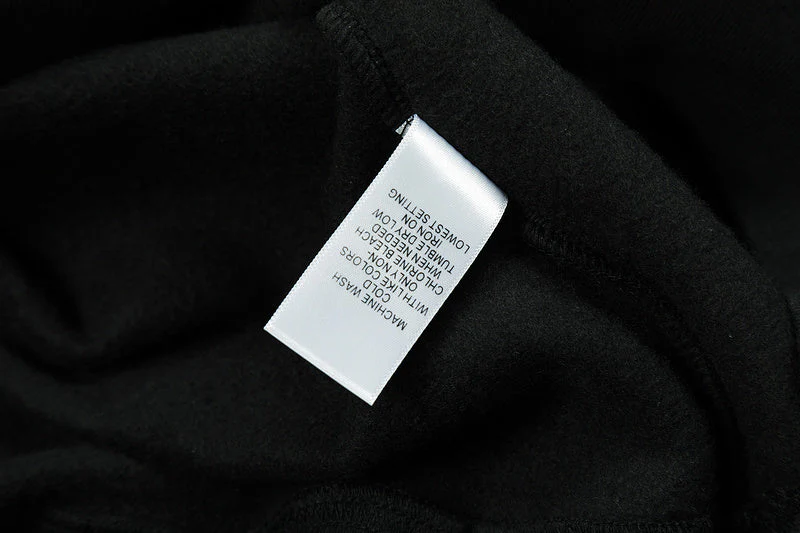 MACHINE WASH
COLD
WITH LIKE COLORS
ONLY NON.
CHLORINE BLEACH
WHEN NEEDED
TUMBLE DRY LOW
IRON ON
LOWEST SETTING